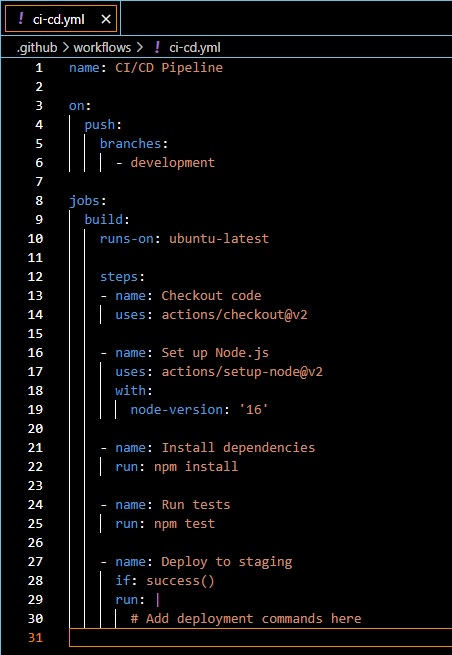 ! ci-cd.yml ×
.github > workflows > ! ci-cd.yml
1 name: CI/CD Pipeline
2
3 on:
4   push:
5     branches:
6       - development
7
8 jobs:
9   build:
10     runs-on: ubuntu-latest
11
12     steps:
13     - name: Checkout code
14       uses: actions/checkout@v2
15
16     - name: Set up Node.js
17       uses: actions/setup-node@v2
18       with:
19         node-version: '16'
20
21     - name: Install dependencies
22       run: npm install
23
24     - name: Run tests
25       run: npm test
26
27     - name: Deploy to staging
28       if: success()
29       run: |
30         # Add deployment commands here
31